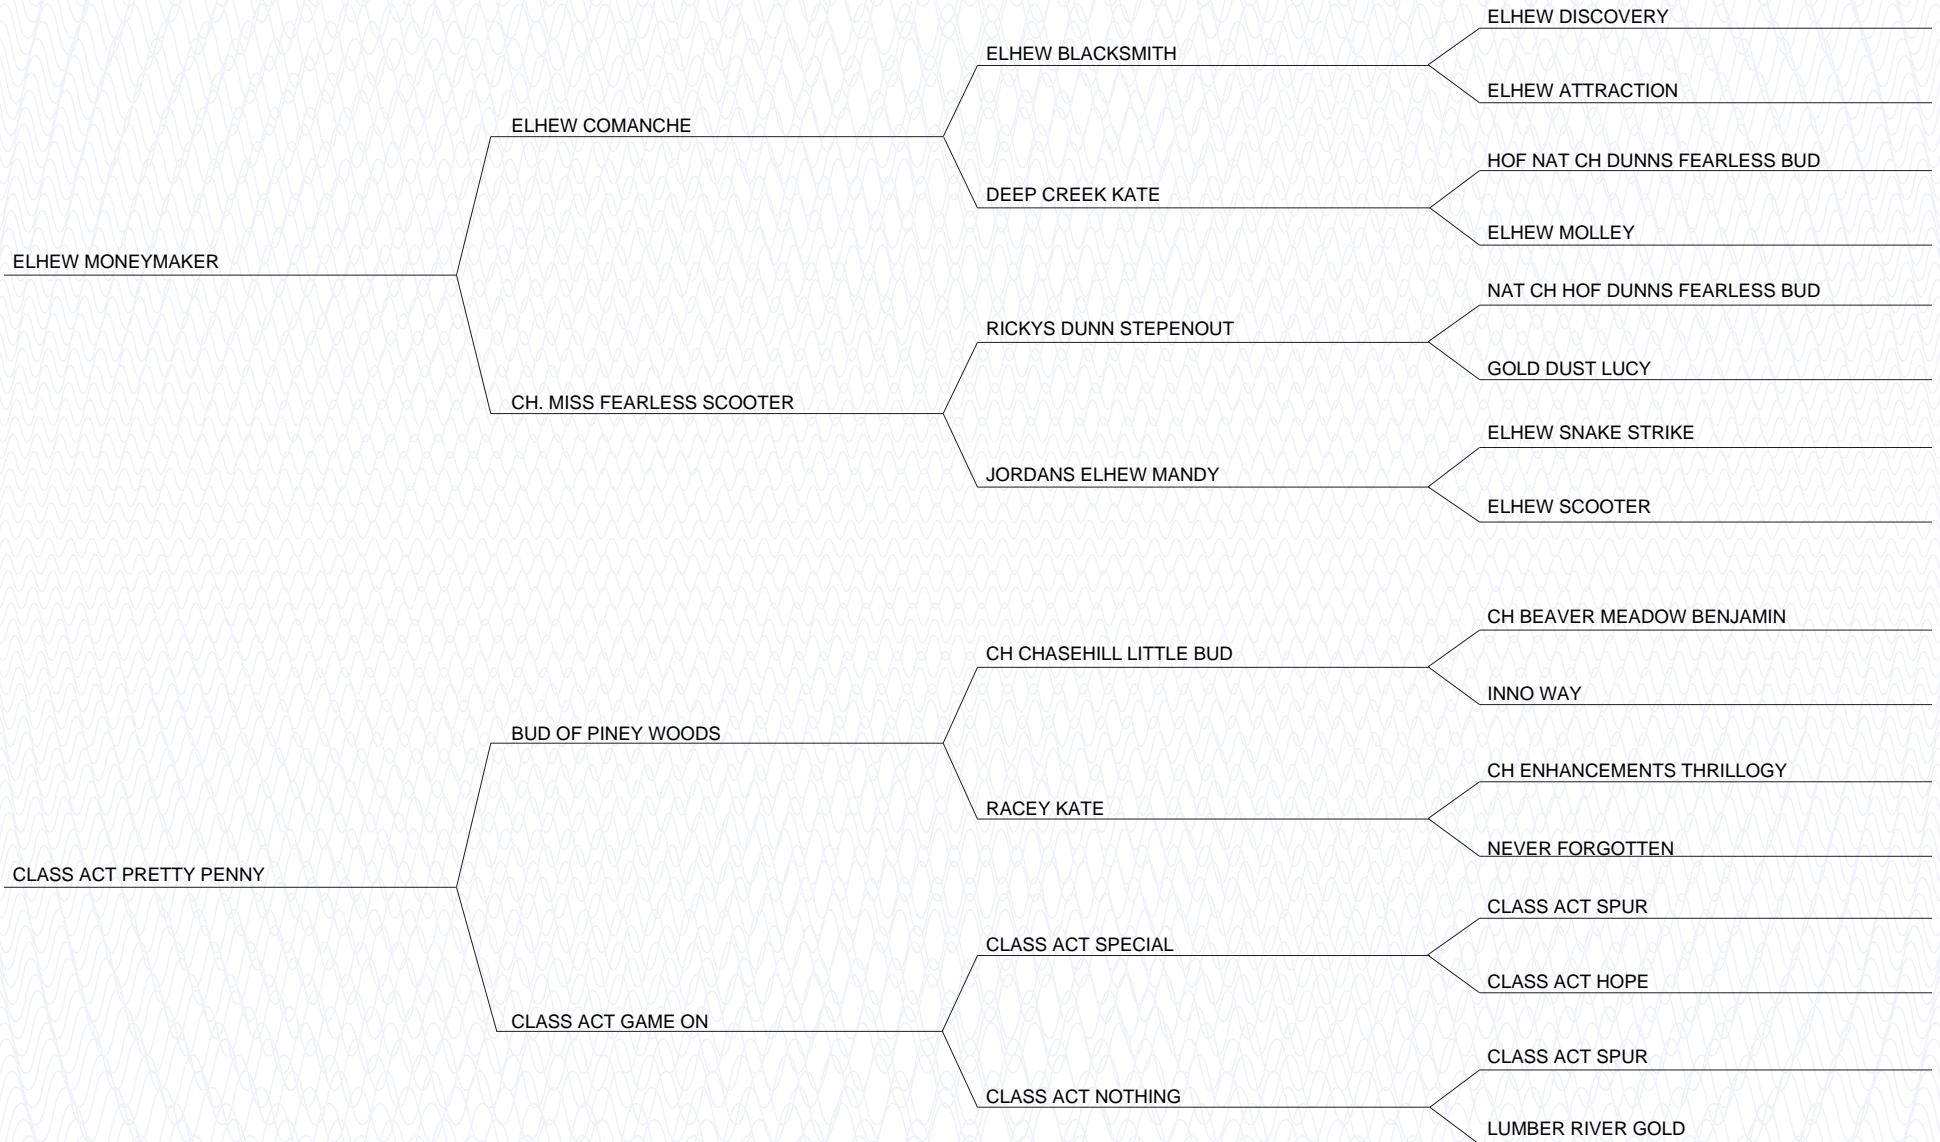 ELHEW DISCOVERY
ELHEW BLACKSMITH
ELHEW ATTRACTION
ELHEW COMANCHE
HOF NAT CH DUNNS FEARLESS BUD
DEEP CREEK KATE
ELHEW MOLLEY
ELHEW MONEYMAKER
NAT CH HOF DUNNS FEARLESS BUD
RICKYS DUNN STEPENOUT
GOLD DUST LUCY
CH. MISS FEARLESS SCOOTER
ELHEW SNAKE STRIKE
JORDANS ELHEW MANDY
ELHEW SCOOTER
CH BEAVER MEADOW BENJAMIN
CH CHASEHILL LITTLE BUD
INNO WAY
BUD OF PINEY WOODS
CH ENHANCEMENTS THRILLOGY
RACEY KATE
NEVER FORGOTTEN
CLASS ACT PRETTY PENNY
CLASS ACT SPUR
CLASS ACT SPECIAL
CLASS ACT HOPE
CLASS ACT GAME ON
CLASS ACT SPUR
CLASS ACT NOTHING
LUMBER RIVER GOLD